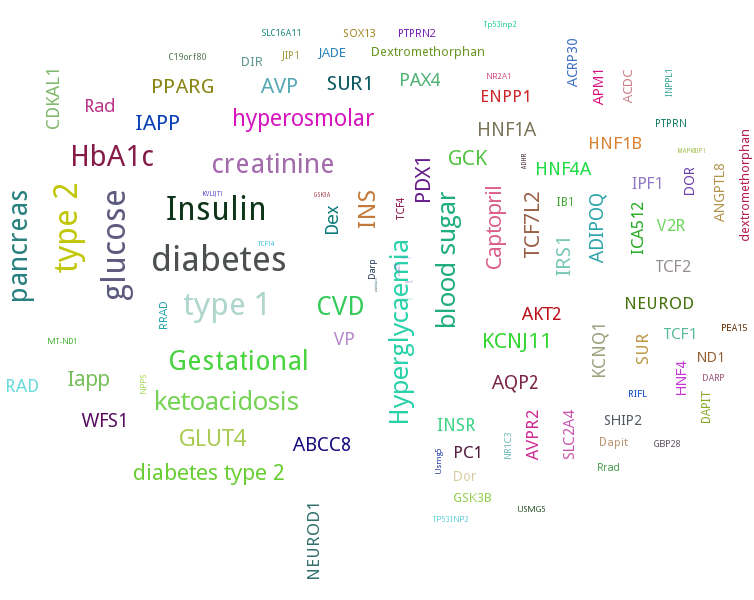 Tp53inp2
SLC16A11
SOX13
PTPRN2
C19orf80
DIR
JIP1
JADE
Dextromethorphan
ACRP30
CDKAL1
PPARG
AVP
SUR1
PAX4
NR2A1
ENPP1
APM1
ACDC
INPPL1
Rad
IAPP
hyperosmolar
HNF1A
PTPRN
HNF1B
HbA1c
creatinine
PDX1
GCK
ADHR
HNF4A
MAPK8IP1
dextromethorphan
pancreas
type 2
glucose
KVLQT1
Insulin
GSK3A
Dex
INS
TCF4
blood sugar
Captopril
TCF7L2
IB1
IRS1
ADIPOQ
IPF1
ICA512
DOR
ANGPTL8
V2R
TCF2
TCF14
diabetes
Darp
type 1
CVD
RRAD
VP
Hyperglycaemia
AKT2
KCNJ11
NEUROD
KCNQ1
SUR
TCF1
PEA15
MT-ND1
Gestational
ND1
RAD
Iapp
NPPS
ketoacidosis
AQP2
HNF4
DARP
RIFL
DAPIT
WFS1
GLUT4
ABCC8
INSR
AVPR2
SLC2A4
SHIP2
Dapit
GBP28
NR1C3
PC1
Usmg5
diabetes type 2
Dor
Rrad
GSK3B
USMG5
TP53INP2
NEUROD1